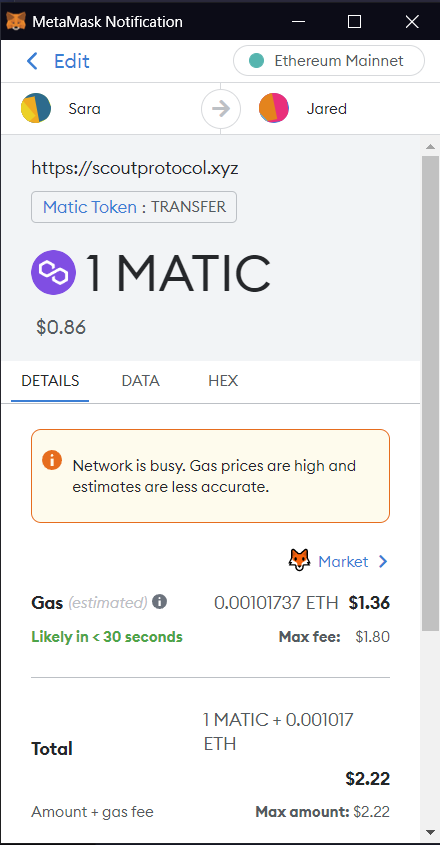 MetaMask Notification
Edit
Ethereum Mainnet
Sara
Jared
https://scoutprotocol.xyz
Matic Token : TRANSFER
1 MATIC
$0.86
DETAILS DATA HEX
Network is busy. Gas prices are high and
estimates are less accurate.
Market
Gas (estimated) 0.00101737 ETH $1.36
Likely in < 30 seconds Max fee: $1.80
1 MATIC + 0.001017
ETH
Total
$2.22
Amount + gas fee Max amount: $2.22